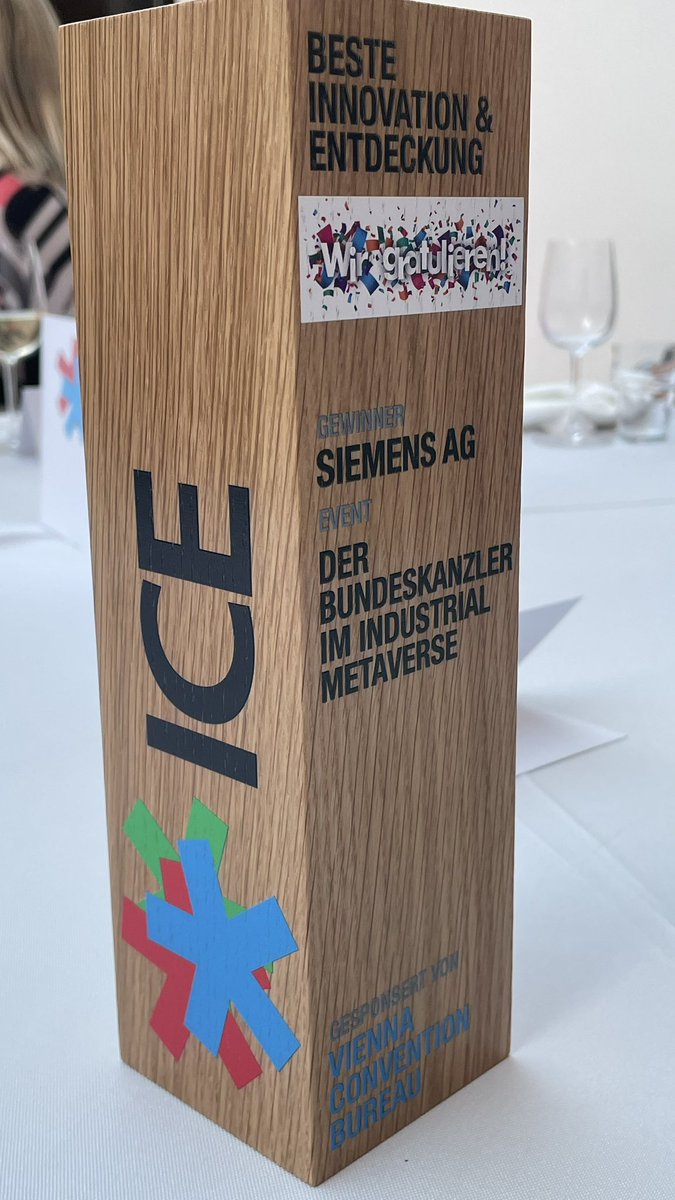 BESTE
INNOVATION &
ENTDECKUNG
Wir gratulieren!
GEWINNER
SIEMENS AG
EVENT
DER
BUNDESKANZLER
IM INDUSTRIAL
METAVERSE
GESPONSERT VON
VIENNA
CONVENTION
BUREAU
ICE